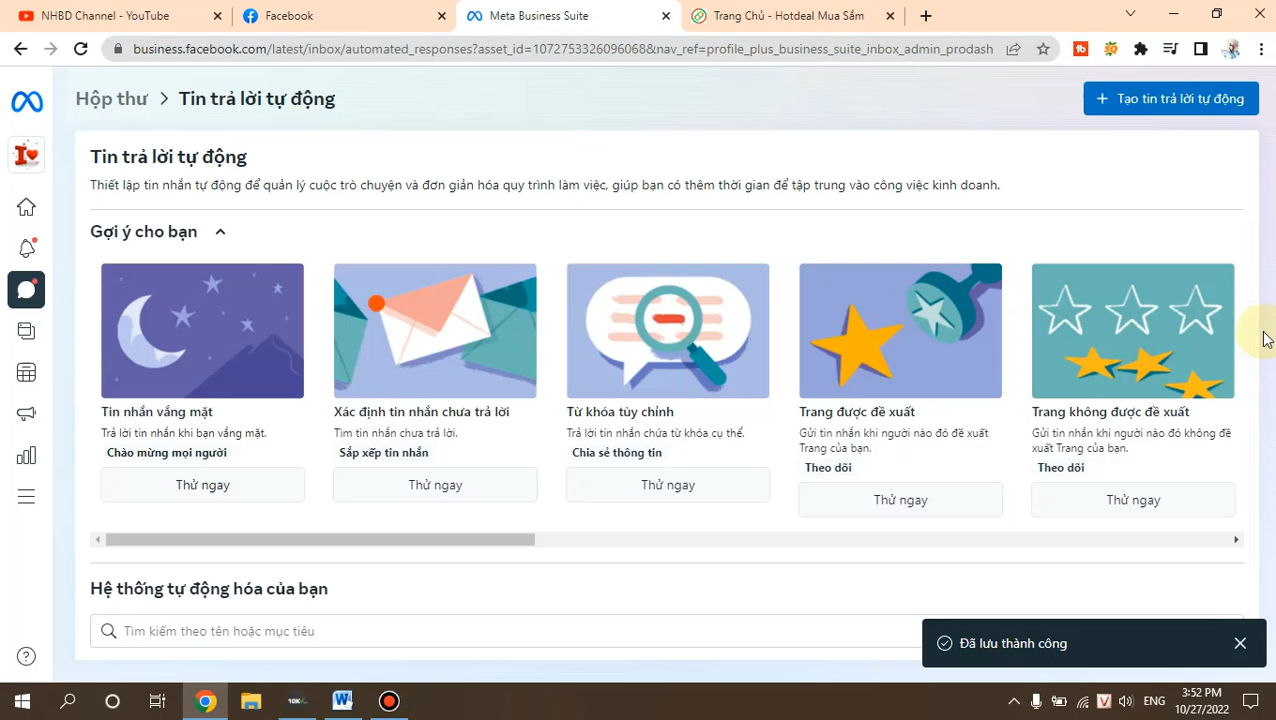 NHBD Channel - YouTube
Facebook
Meta Business Suite
Trang Chủ - Hotdeal Mua Sắm
business.facebook.com/latest/inbox/automated_responses?asset_id=107275332609606 8&nav_ref=profile_plus_business_suite_inbox_admin_prodash
Hộp thư > Tin trả lời tự động
+ Tạo tin trả lời tự động
Tin trả lời tự động
Thiết lập tin nhắn tự động để quản lý cuộc trò chuyện và đơn giản hóa quy trình làm việc, giúp bạn có thêm thời gian để tập trung vào công việc kinh doanh.
Gợi ý cho bạn
Tin nhắn vắng mặt
Trả lời tin nhắn khi bạn vắng mặt.
Chào mừng mọi người
Thử ngay
Xác định tin nhắn chưa trả lời
Tìm tin nhắn chưa trả lời.
Sắp xếp tin nhắn
Thử ngay
Từ khóa tùy chỉnh
Trả lời tin nhắn chứa từ khóa cụ thể.
Chia sẻ thông tin
Thử ngay
Trang được đề xuất
Gửi tin nhắn khi người nào đó đề xuất
Trang của bạn.
Theo dõi
Thử ngay
Trang không được đề xuất
Gửi tin nhắn khi người nào đó không đề
xuất Trang của bạn.
Theo dõi
Thử ngay
Hệ thống tự động hóa của bạn
Tìm kiếm theo tên hoặc mục tiêu
Đã lưu thành công
ENG
3:52 PM
10/27/2022